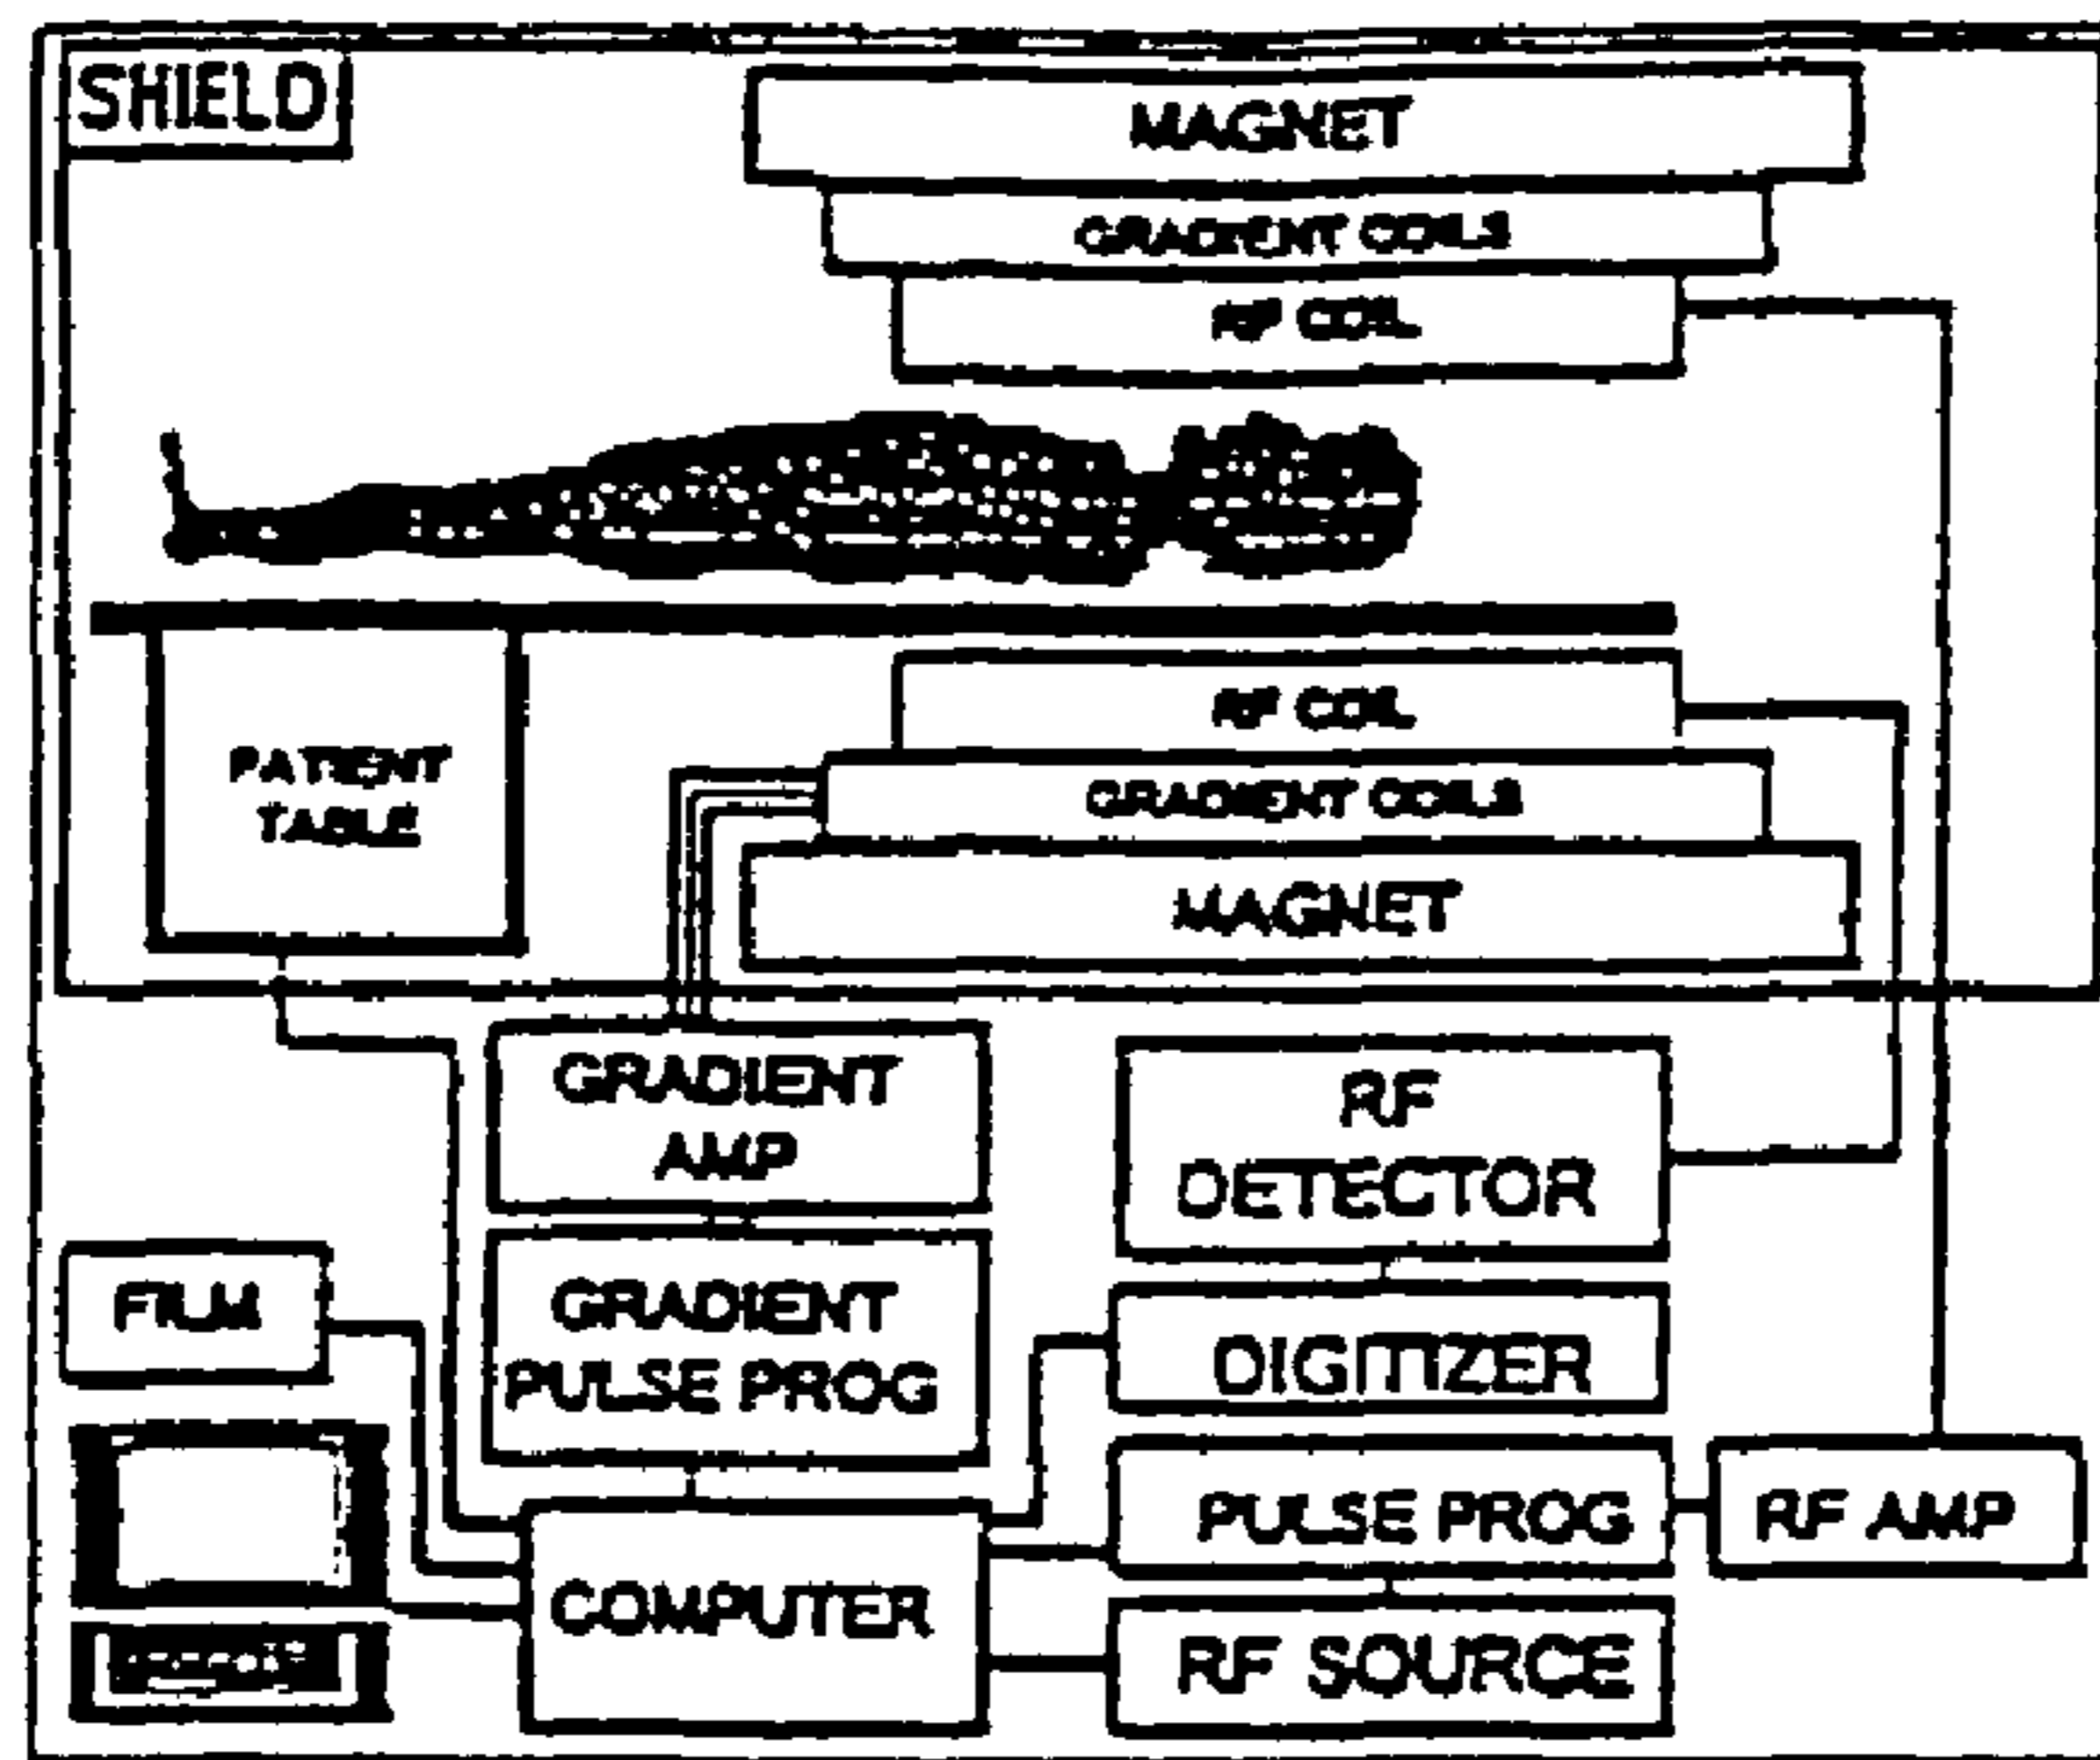 SHIELD
MAGNET
GRADIENT COILS
RF COIL
RF COIL
PATIENT
TABLE
GRADIENT COILS
MAGNET
GRADIENT
AMP
RF
DETECTOR
FILM
GRADIENT
PULSE PROG
DIGITIZER
PULSE PROG
RF AMP
COMPUTER
RF SOURCE